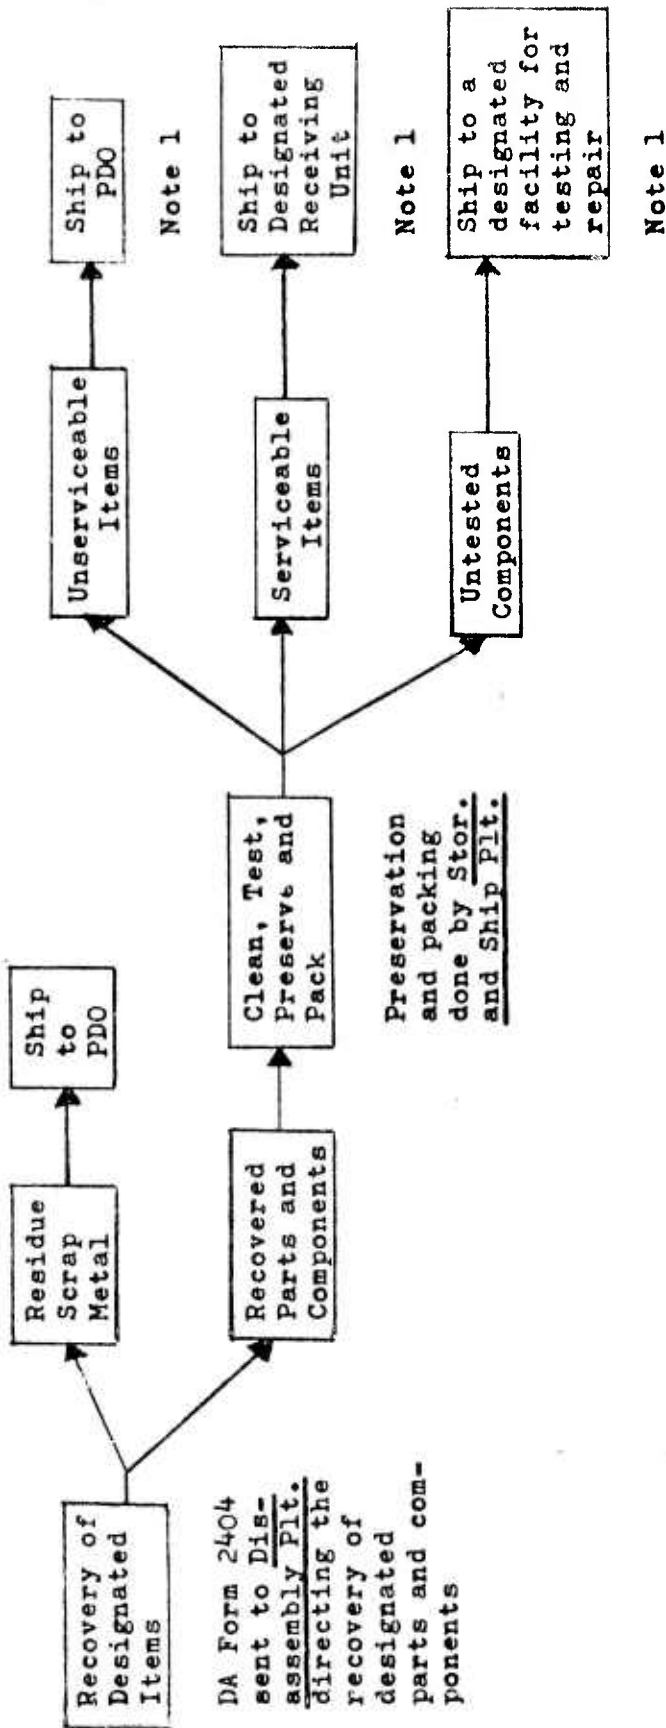 Recovery of
Designated
Items
DA Form 2404
sent to Dis-
assembly Plt.
directing the
recovery of
designated
parts and com-
ponents
Residue
Scrap
Metal
Ship
to
PDO
Recovered
Parts and
Components
Clean, Test,
Preserve and
Pack
Preservation
and packing
done by Stor.
and Ship Plt.
Unserviceable
Items
Ship to
PDO
Note 1
Serviceable
Items
Ship to
Designated
Receiving
Unit
Note 1
Untested
Components
Ship to a
designated
facility for
testing and
repair
Note 1